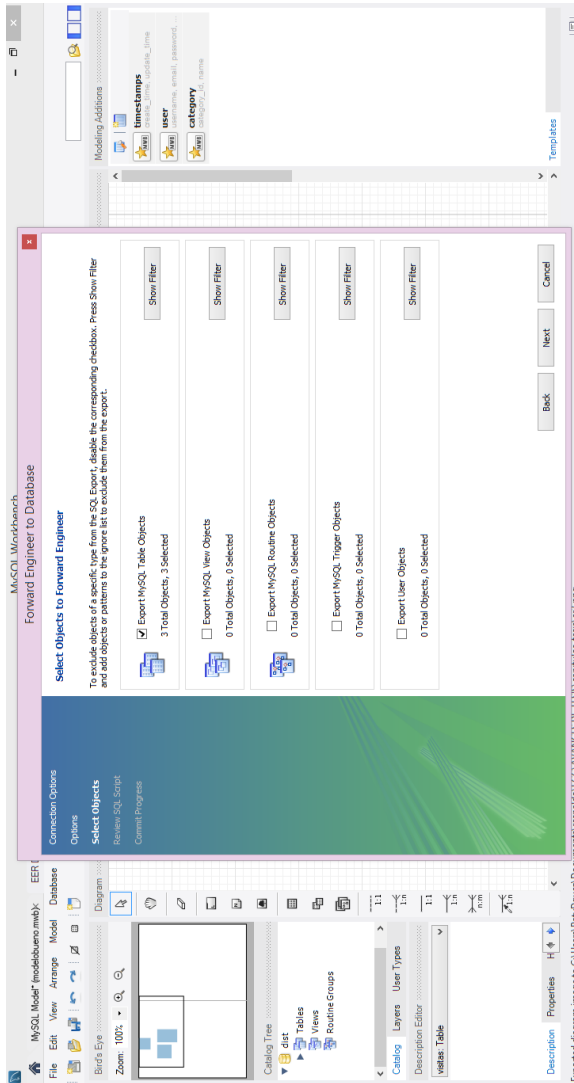 MySQL Workbench
MySQL Model* (modelobueno.mwb)
EER
File Edit View Arrange Model Database
Bird's Eye
Zoom: 100%
Catalog Tree
dist
Tables
Views
Routine Groups
Catalog Layers User Types
Description Editor
visitas: Table
Description Properties H
Diagram
1:1
1:n
1:1
1:n
n:m
1:n
Forward Engineer to Database
Connection Options
Options
Select Objects
Review SQL Script
Commit Progress
Select Objects to Forward Engineer
To exclude objects of a specific type from the SQL Export, disable the corresponding checkbox. Press Show Filter
and add objects or patterns to the ignore list to exclude them from the export.
Export MySQL Table Objects
3 Total Objects, 3 Selected
Show Filter
Export MySQL View Objects
0 Total Objects, 0 Selected
Show Filter
Export MySQL Routine Objects
0 Total Objects, 0 Selected
Show Filter
Export MySQL Trigger Objects
0 Total Objects, 0 Selected
Show Filter
Export User Objects
0 Total Objects, 0 Selected
Show Filter
Back Next Cancel
Modeling Additions
timestamps
create_time, update_time
user
username, email, password,...
category
category_id, name
Templates